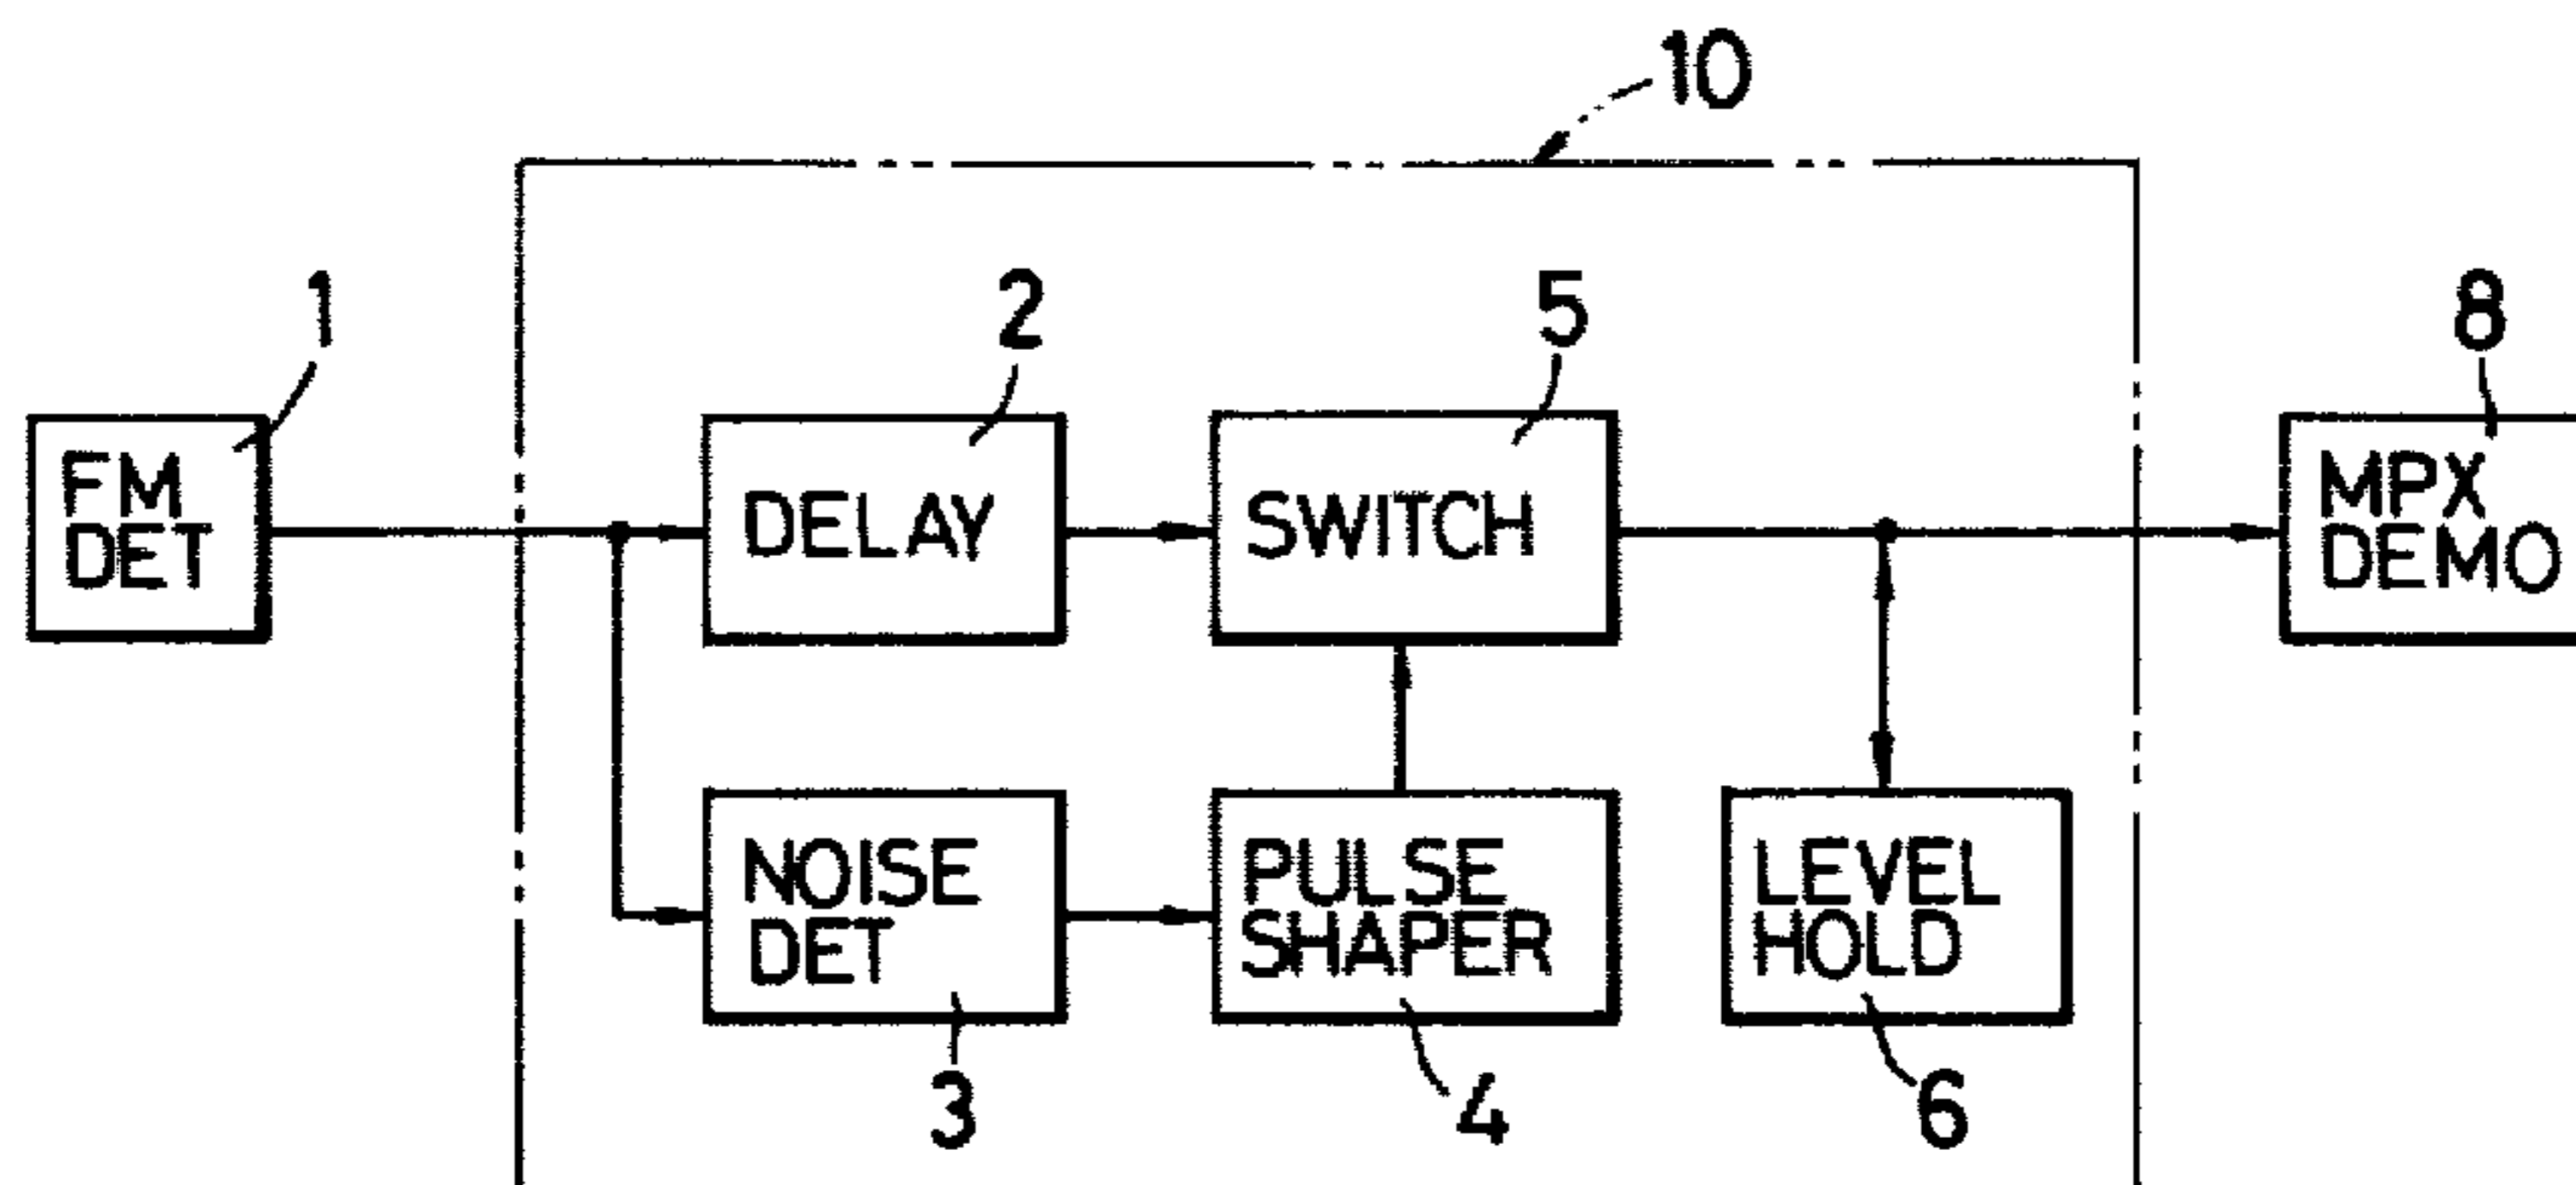 10
1
2
5
8
FM
DET
DELAY
SWITCH
MPX
DEMO
NOISE
DET
PULSE
SHAPER
LEVEL
HOLD
3
4
6